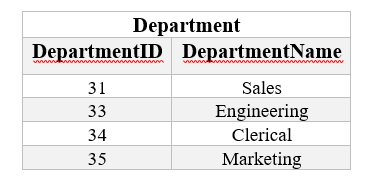 Department
DepartmentID DepartmentName
31 Sales
33 Engineering
34 Clerical
35 Marketing